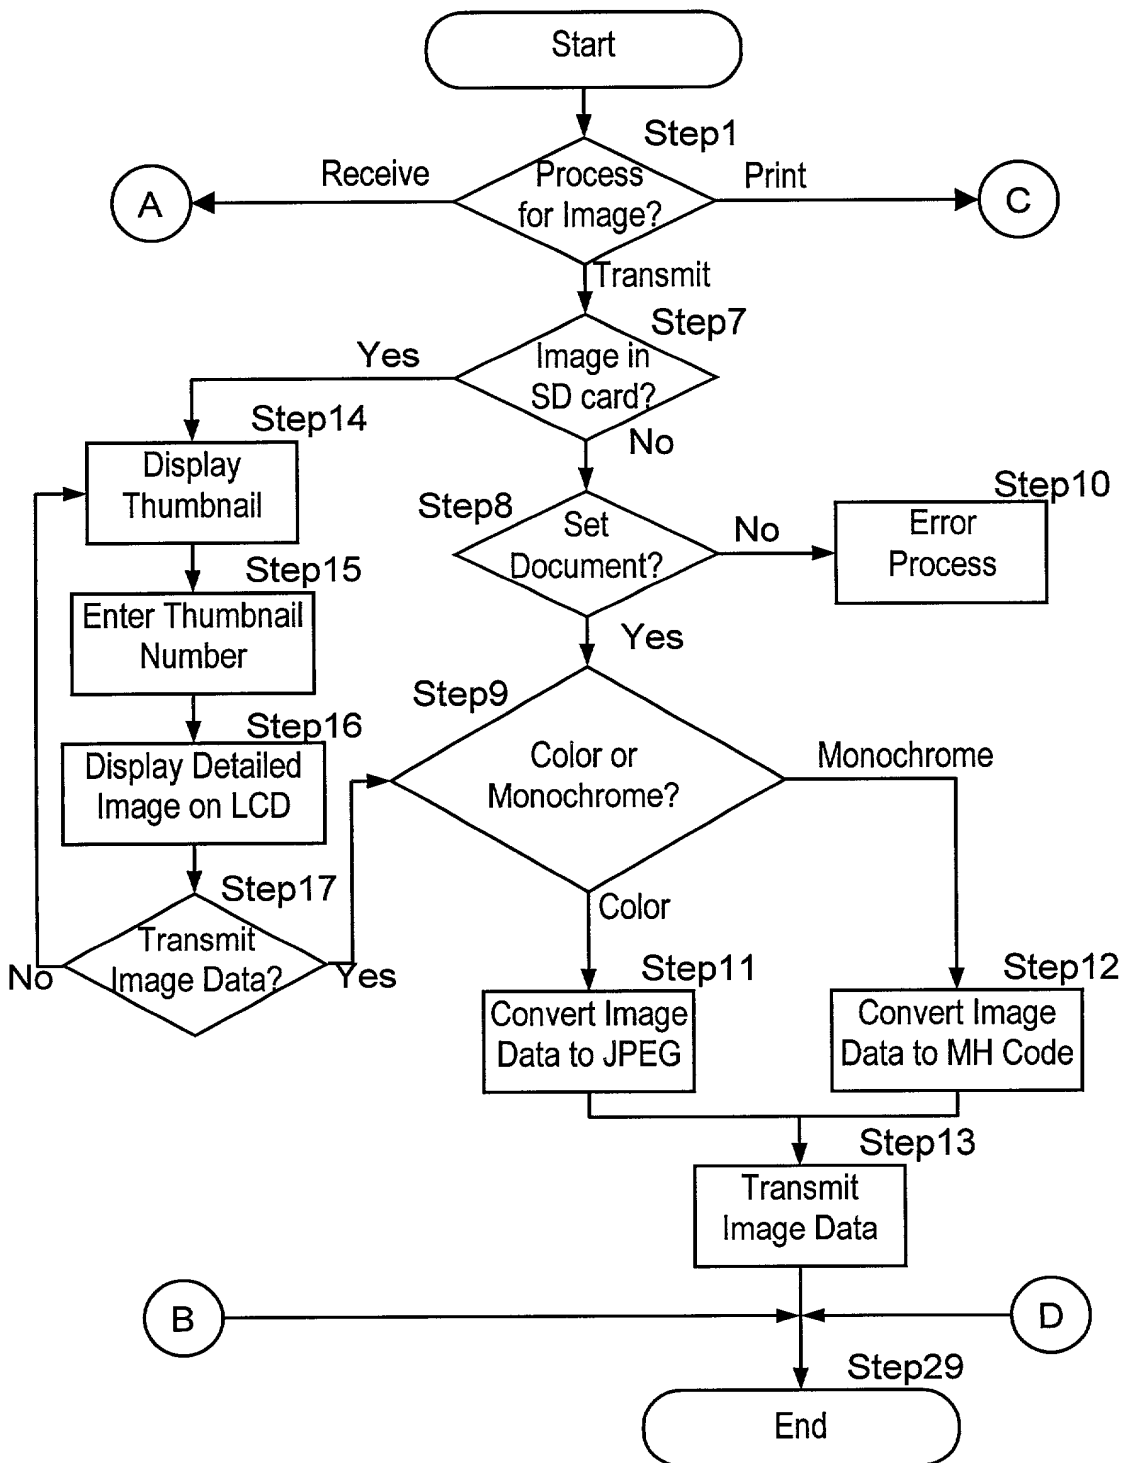 Start
Step1
Receive
Process
for Image?
Print
A
C
Transmit
Step7
Yes
Image in
SD card?
Step14
No
Display
Thumbnail
Step8
Set
Document?
No
Step10
Error
Process
Step15
Enter Thumbnail
Number
Yes
Step9
Step16
Display Detailed
Image on LCD
Color or
Monochrome?
Monochrome
Step17
Transmit
Image Data?
No
Yes
Color
Step11
Step12
Convert Image
Data to JPEG
Convert Image
Data to MH Code
Step13
Transmit
Image Data
B
D
Step29
End